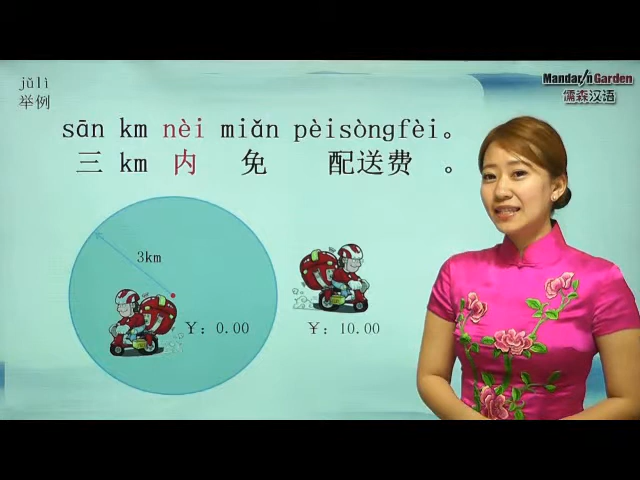 jǔlì
举例
Mandarin Garden
儒森汉语
sān km nèi miǎn pèisòngfèi。
三 km 内 免 配送费 。
3km
¥: 0.00
¥: 10.00